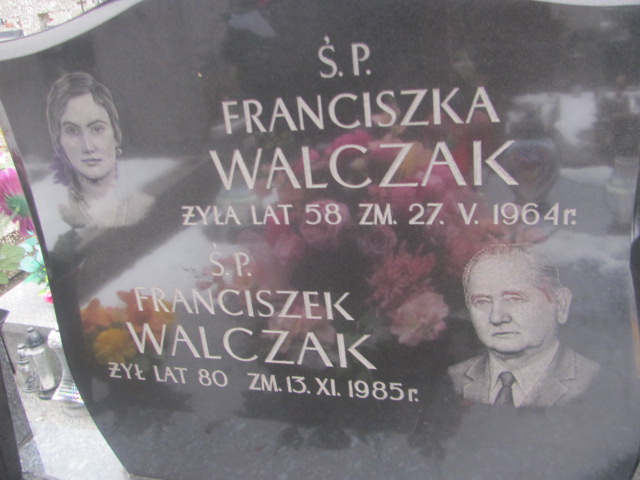 Ś.P.
FRANCISZKA
WALCZAK
ŻYŁA LAT 58 ZM. 27. V. 1964r.
Ś.P.
FRANCISZEK
WALCZAK
ŻYŁ LAT 80 ZM. 13. XI. 1985r.